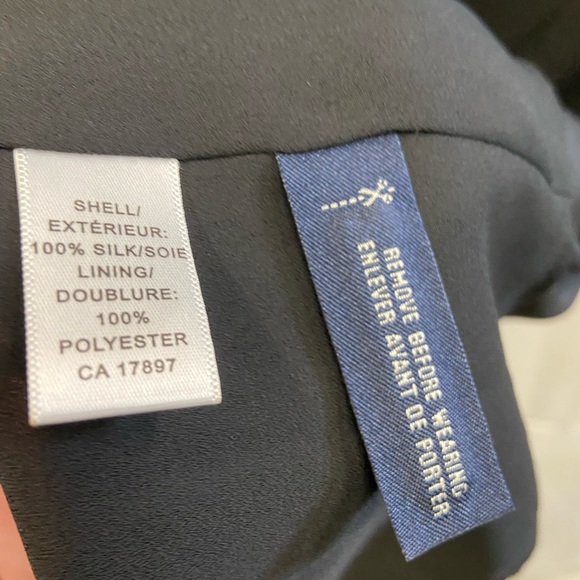 SHELL/
EXTÉRIEUR:
100% SILK/SOIE
LINING/
DOUBLURE:
100%
POLYESTER
CA 17897
REMOVE BEFORE WEARING
ENLEVER AVANT DE PORTER